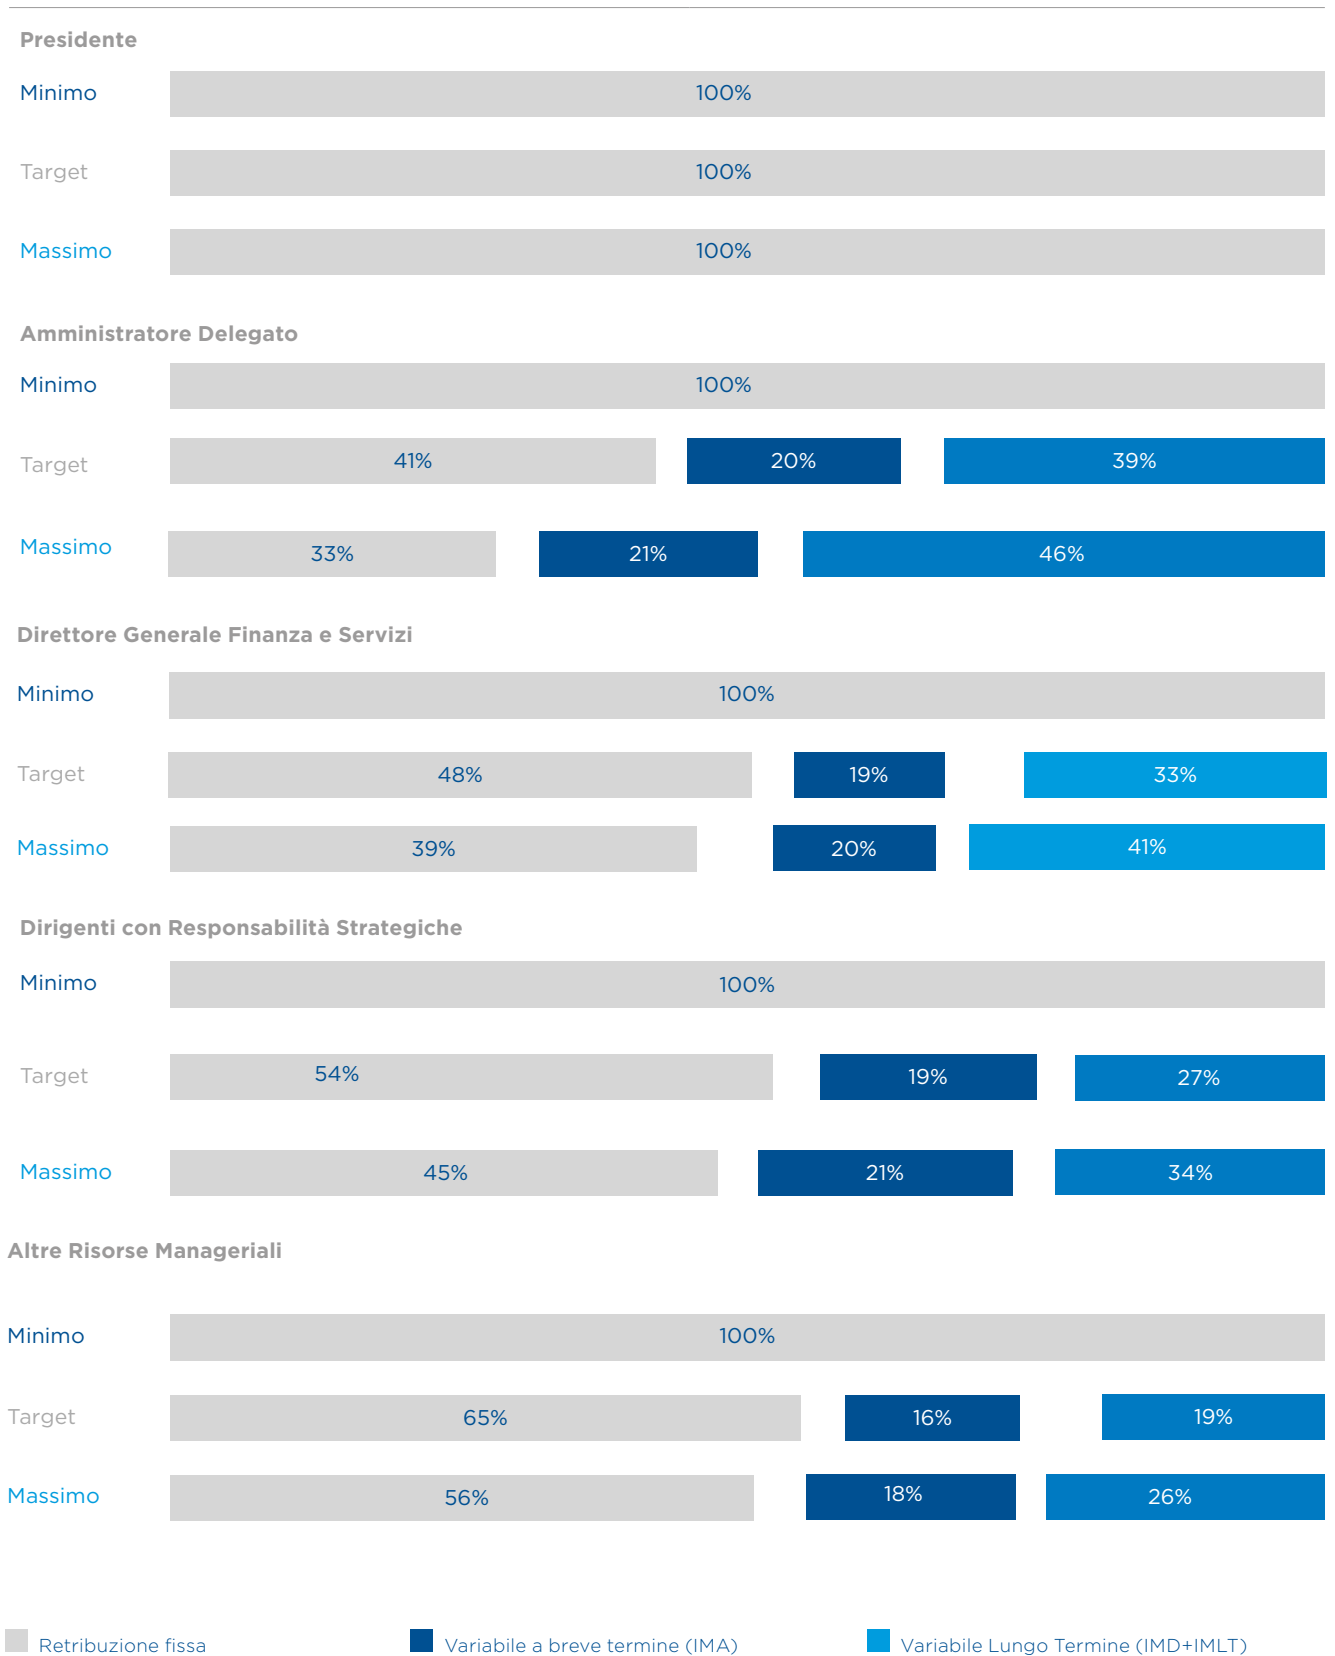 Presidente
Minimo 100%
Target 100%
Massimo 100%
Amministratore Delegato
Minimo 100%
Target 41% 20% 39%
Massimo 33% 21% 46%
Direttore Generale Finanza e Servizi
Minimo 100%
Target 48% 19% 33%
Massimo 39% 20% 41%
Dirigenti con Responsabilità Strategiche
Minimo 100%
Target 54% 19% 27%
Massimo 45% 21% 34%
Altre Risorse Manageriali
Minimo 100%
Target 65% 16% 19%
Massimo 56% 18% 26%
Retribuzione fissa Variabile a breve termine (IMA) Variabile Lungo Termine (IMD+IMLT)